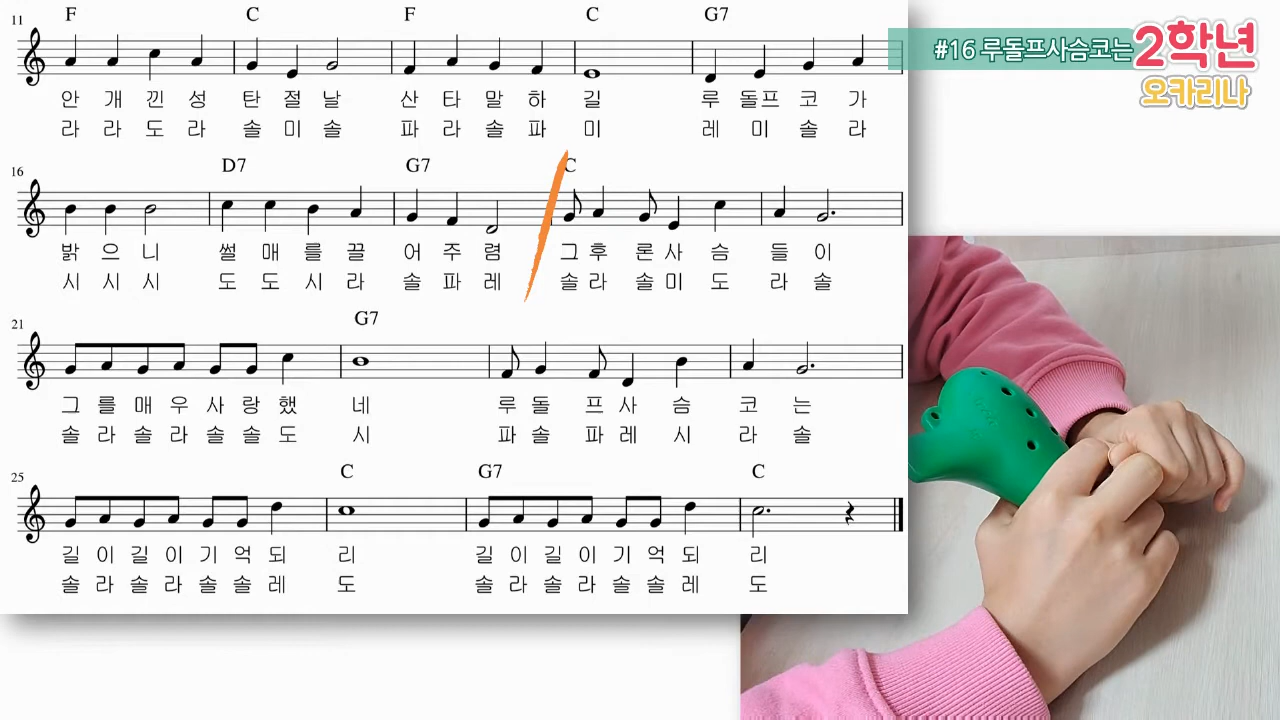 #16 루돌프사슴코는
2학년
오카리나
11 F C F C G7
안 개 낀 성 탄 절 날 산 타 말 하 길 루 돌프 코 가
라 라 도 라 솔 미 솔 파 라 솔 파 미 레 미 솔 라
16 D7 G7 C
밝 으 니 썰 매 를 끌 어 주 렴 그 후 론 사 슴 들 이
시 시 시 도 도 시 라 솔 파 레 솔 라 솔 미 도 라 솔
21 G7
그 를 매 우 사 랑 했 네 루 돌 프 사 슴 코 는
솔 라 솔 라 솔 솔 도 시 파 솔 파 레 시 라 솔
25 C G7 C
길 이 길 이 기 억 되 리 길 이 길 이 기 억 되 리
솔 라 솔 라 솔 솔 레 도 솔 라 솔 라 솔 솔 레 도